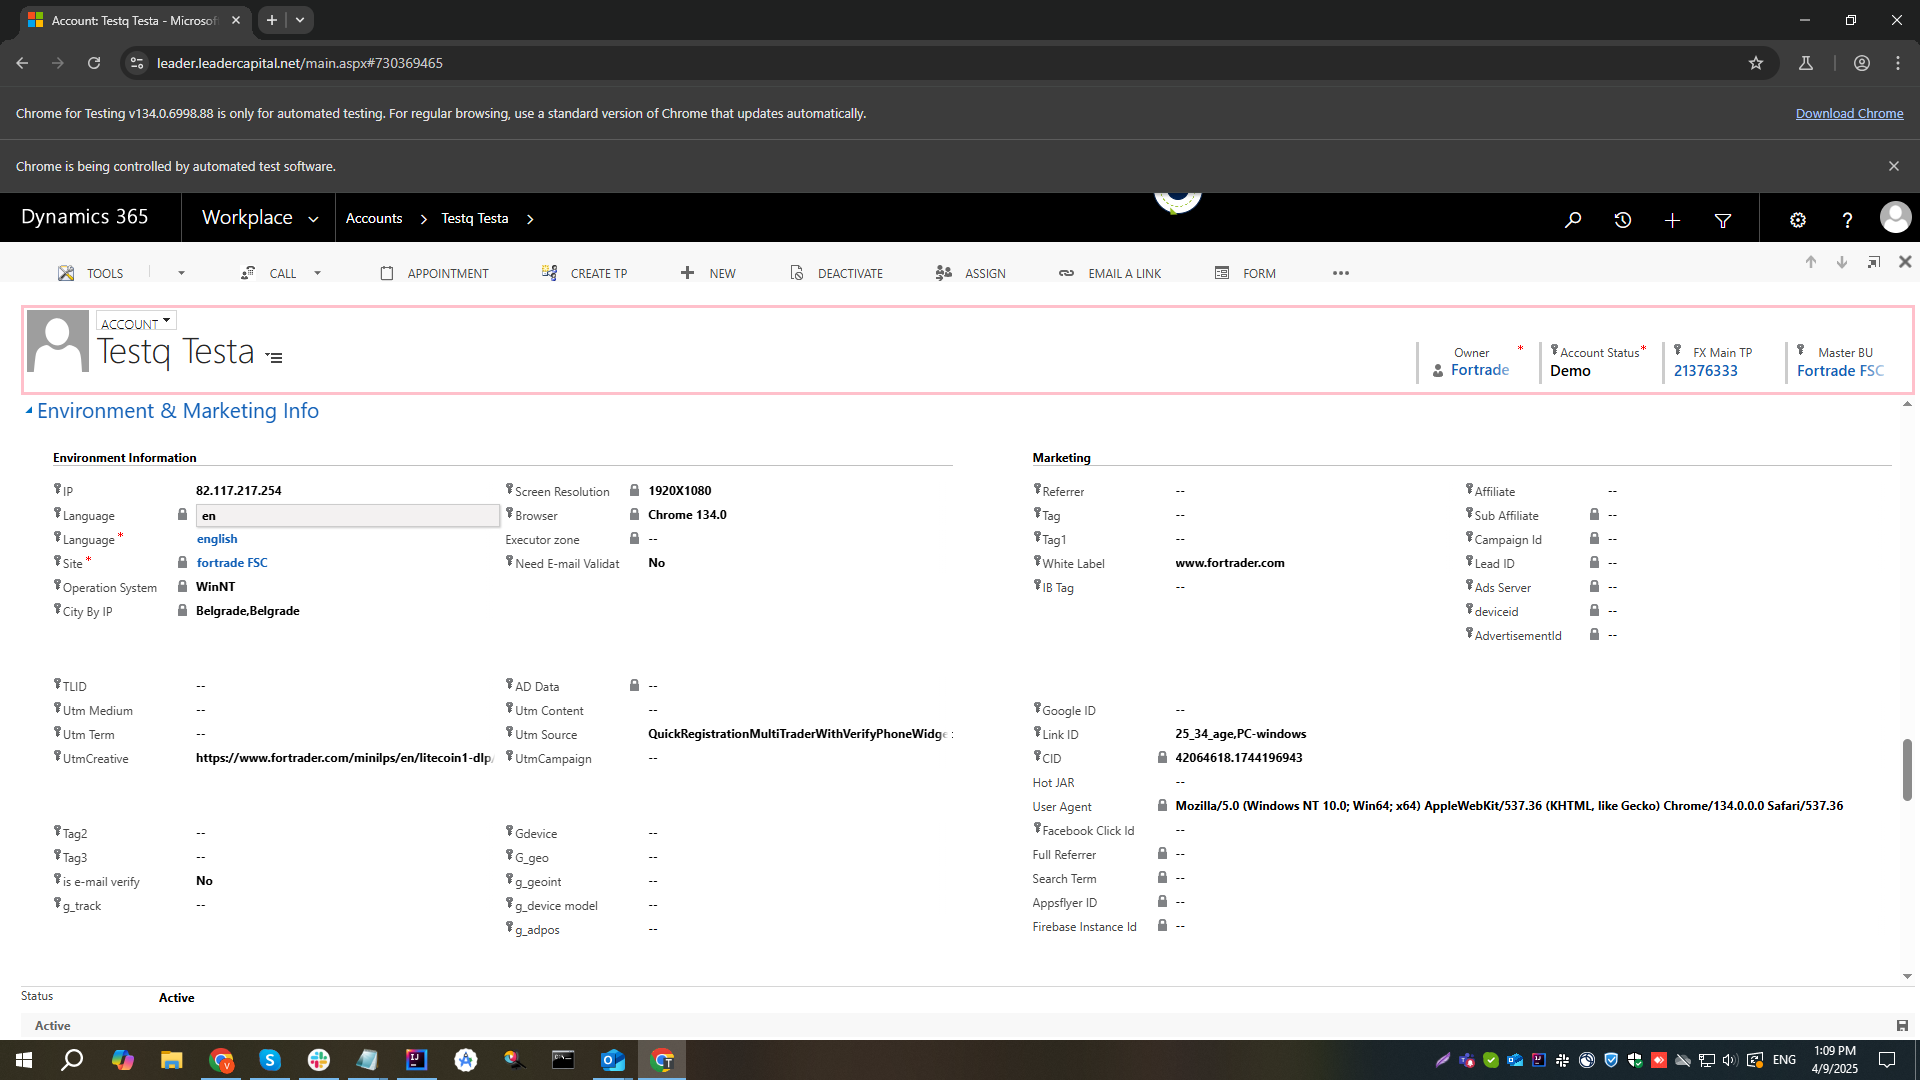 Account: Testq Testa - Microsof
leader.leadercapital.net/main.aspx#730369465
Chrome for Testing v134.0.6998.88 is only for automated testing. For regular browsing, use a standard version of Chrome that updates automatically.
Download Chrome
Chrome is being controlled by automated test software.
Dynamics 365
Workplace
Accounts
Testq Testa
TOOLS
CALL
APPOINTMENT
CREATE TP
NEW
DEACTIVATE
ASSIGN
EMAIL A LINK
FORM
ACCOUNT
Testq Testa
Owner *
Fortrade
Account Status *
Demo
FX Main TP
21376333
Master BU
Fortrade FSC
Environment & Marketing Info
Environment Information
IP 82.117.217.254
Language en
Language * english
Site * fortrade FSC
Operation System WinNT
City By IP Belgrade,Belgrade
Screen Resolution 1920X1080
Browser Chrome 134.0
Executor zone --
Need E-mail Validat No
TLID --
Utm Medium --
Utm Term --
UtmCreative https://www.fortrader.com/minilps/en/litecoin1-dlp/
AD Data --
Utm Content --
Utm Source QuickRegistrationMultiTraderWithVerifyPhoneWidge
UtmCampaign --
Tag2 --
Tag3 --
is e-mail verify No
g_track --
Gdevice --
G_geo --
g_geoint --
g_device model --
g_adpos --
Marketing
Referrer --
Tag --
Tag1 --
White Label www.fortrader.com
IB Tag --
Affiliate --
Sub Affiliate --
Campaign Id --
Lead ID --
Ads Server --
deviceid --
AdvertisementId --
Google ID --
Link ID 25_34_age,PC-windows
CID 42064618.1744196943
Hot JAR --
User Agent Mozilla/5.0 (Windows NT 10.0; Win64; x64) AppleWebKit/537.36 (KHTML, like Gecko) Chrome/134.0.0.0 Safari/537.36
Facebook Click Id --
Full Referrer --
Search Term --
Appsflyer ID --
Firebase Instance Id --
Status Active
Active
ENG
1:09 PM
4/9/2025